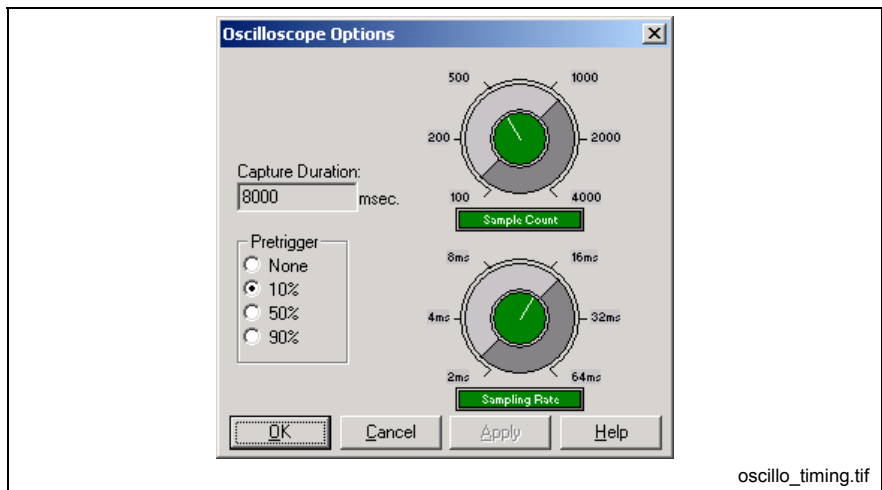 Oscilloscope Options
500 1000
200 2000
100 4000
Sample Count
Capture Duration:
8000 msec.
Pretrigger
None
10%
50%
90%
8ms 16ms
4ms 32ms
2ms 64ms
Sampling Rate
OK Cancel Apply Help
oscillo_timing.tif